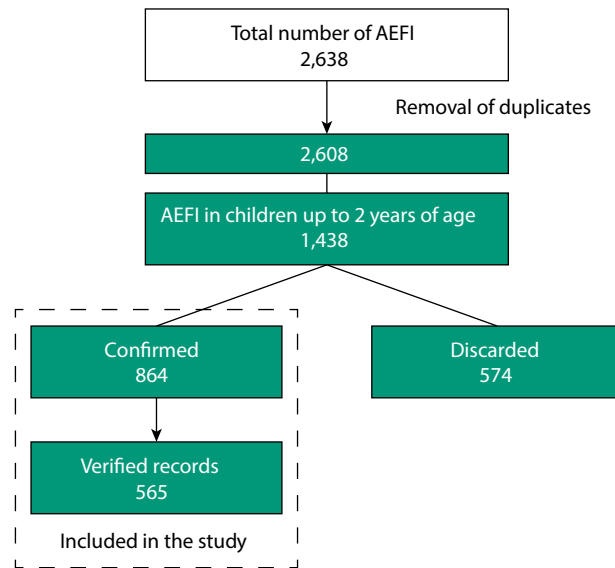 Total number of AEFI
2,638
Removal of duplicates
2,608
AEFI in children up to 2 years of age
1,438
Confirmed
864
Discarded
574
Verified records
565
Included in the study